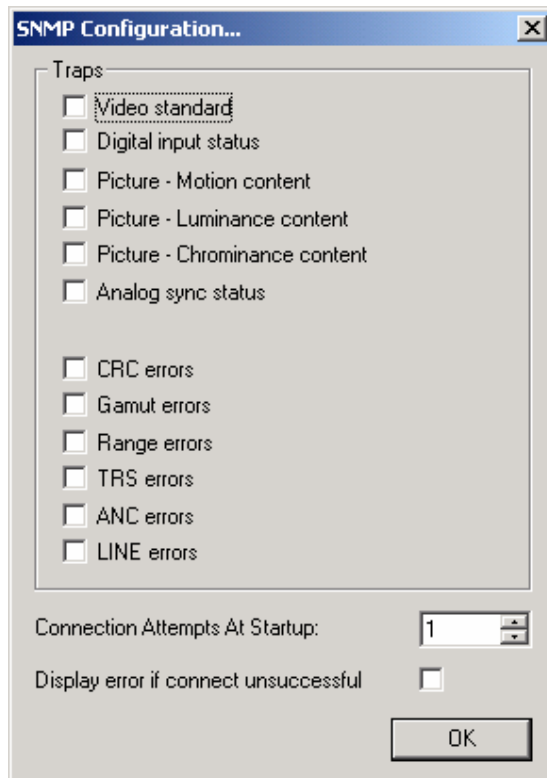 SNMP Configuration...
Traps
Video standard
Digital input status
Picture - Motion content
Picture - Luminance content
Picture - Chrominance content
Analog sync status
CRC errors
Gamut errors
Range errors
TRS errors
ANC errors
LINE errors
Connection Attempts At Startup: 1
Display error if connect unsuccessful
OK